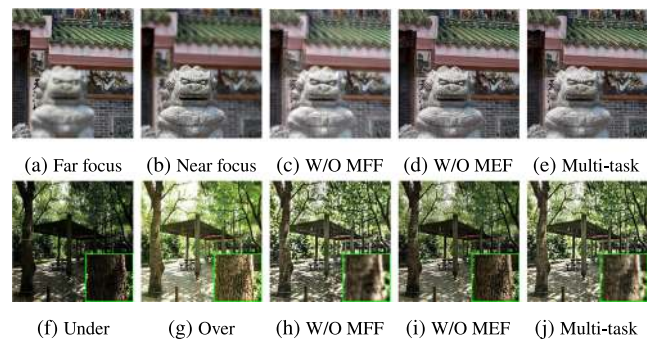 (a) Far focus (b) Near focus (c) W/O MFF (d) W/O MEF (e) Multi-task
(f) Under (g) Over (h) W/O MFF (i) W/O MEF (j) Multi-task